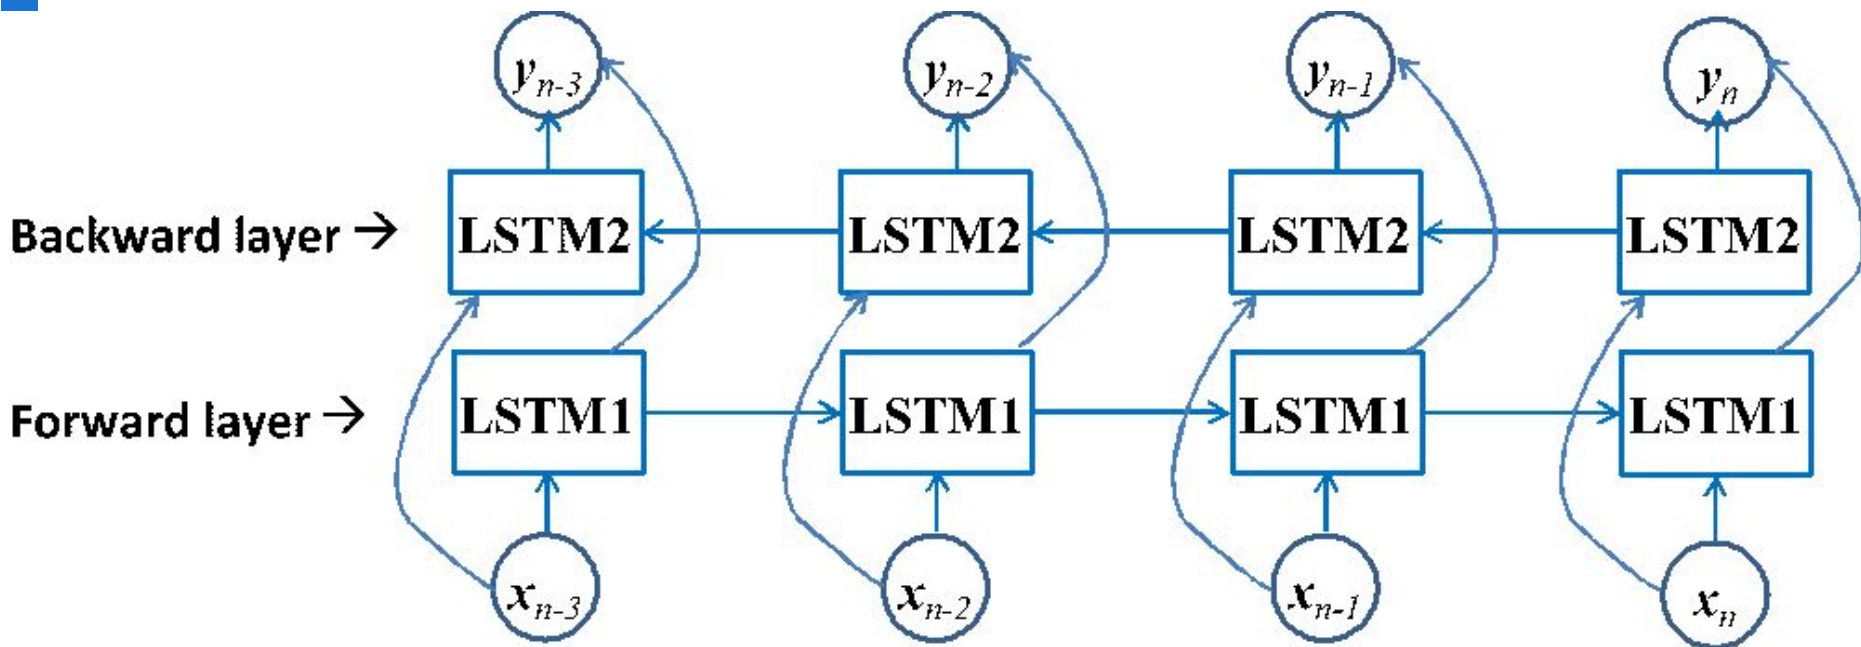 yn-3 yn-2 yn-1 yn
Backward layer → LSTM2 LSTM2 LSTM2 LSTM2
Forward layer → LSTM1 LSTM1 LSTM1 LSTM1
xn-3 xn-2 xn-1 xn